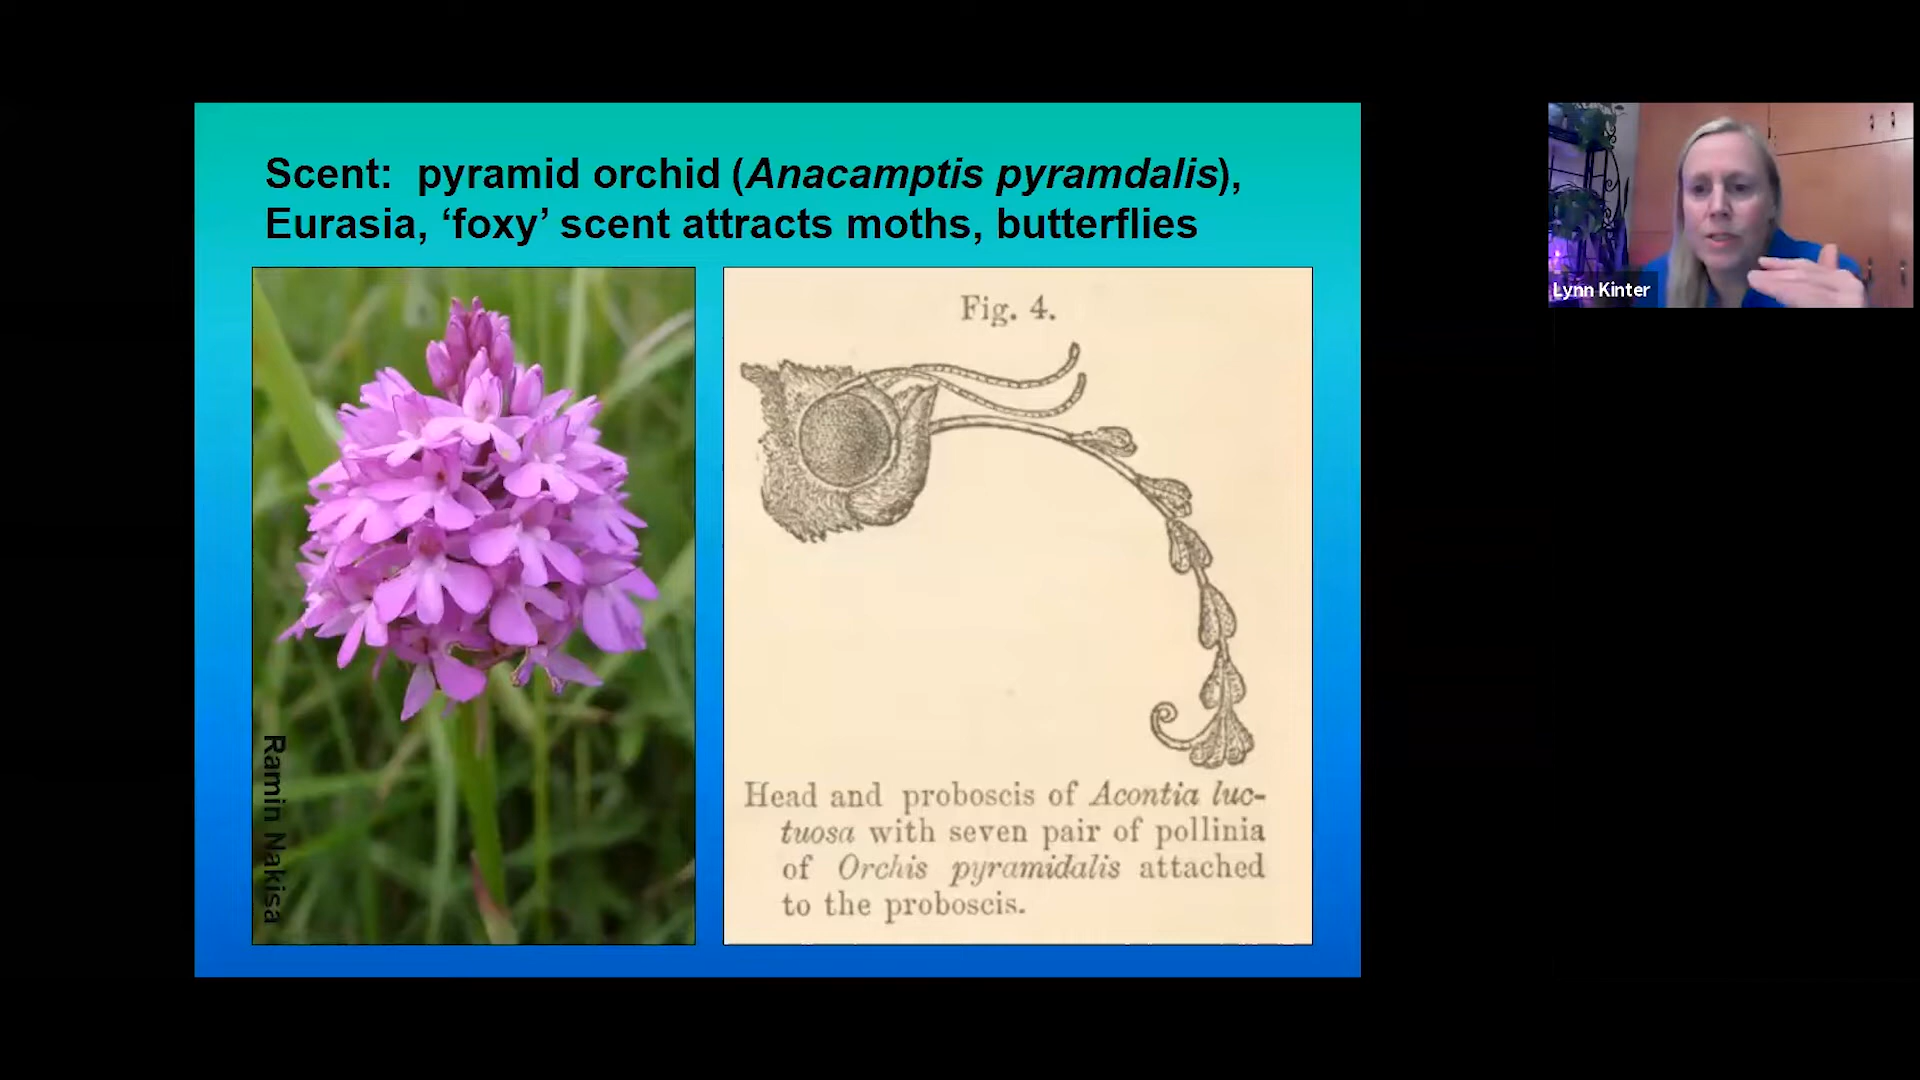 Scent: pyramid orchid (Anacamptis pyramdalis),
Eurasia, ‘foxy’ scent attracts moths, butterflies
Ramin Nakisa
Fig. 4.
Head and proboscis of Acontia luc-
tuosa with seven pair of pollinia
of Orchis pyramidalis attached
to the proboscis.
Lynn Kinter